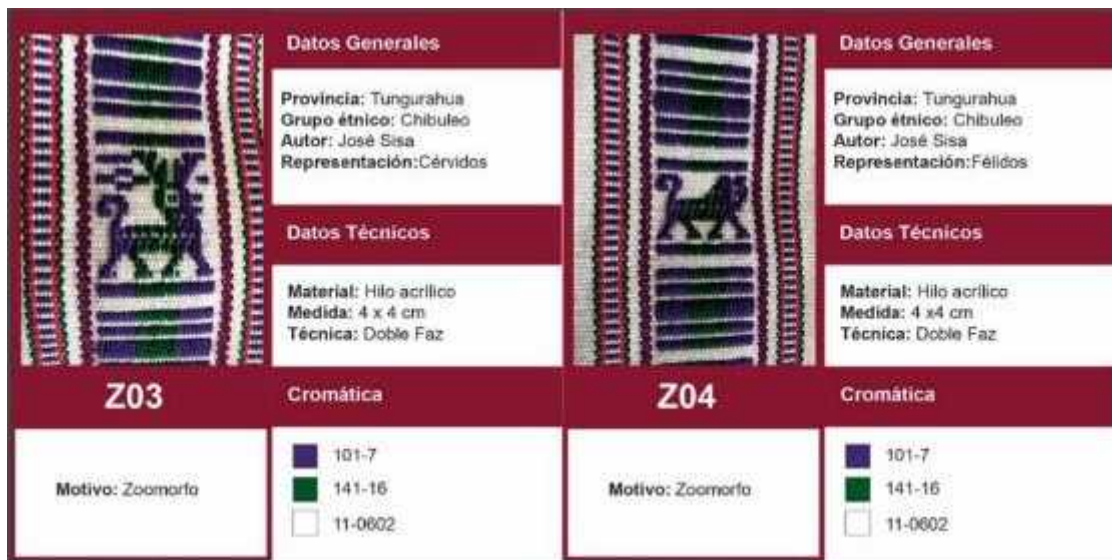 Datos Generales
Provincia: Tungurahua
Grupo étnico: Chibuleo
Autor: José Sisa
Representación:Cérvidos
Datos Técnicos
Material: Hilo acrílico
Medida: 4 x 4 cm
Técnica: Doble Faz
Z03
Cromática
Motivo: Zoomorfo
101-7
141-16
11-0602
Datos Generales
Provincia: Tungurahua
Grupo étnico: Chibuleo
Autor: José Sisa
Representación:Félidos
Datos Técnicos
Material: Hilo acrílico
Medida: 4 x4 cm
Técnica: Doble Faz
Z04
Cromática
Motivo: Zoomorfo
101-7
141-16
11-0602